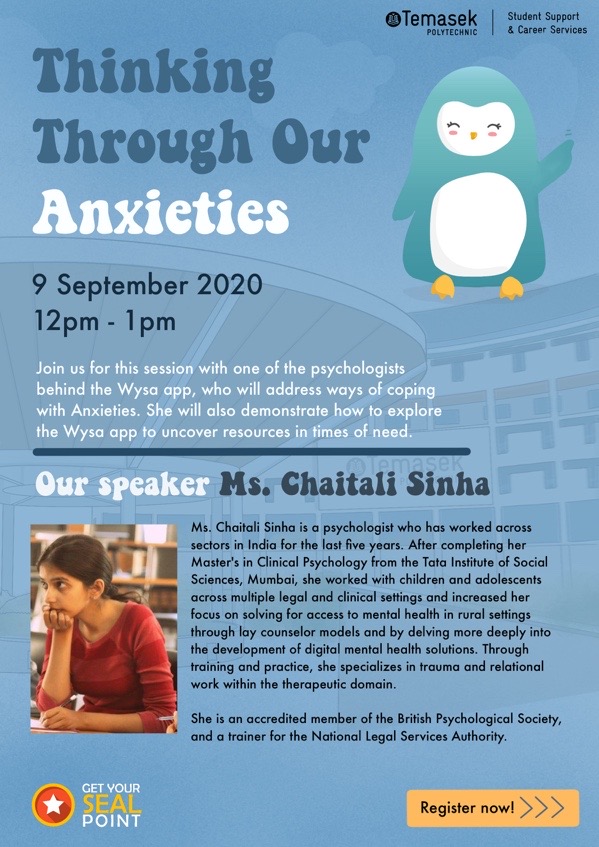 Temasek
POLYTECHNIC
Student Support
& Career Services
Thinking
Through Our
Anxieties
9 September 2020
12pm - 1pm
Join us for this session with one of the psychologists
behind the Wysa app, who will address ways of coping
with Anxieties. She will also demonstrate how to explore
the Wysa app to uncover resources in times of need.
Temasek
Our speaker Ms. Chaitali Sinha
Ms. Chaitali Sinha is a psychologist who has worked across
sectors in India for the last five years. After completing her
Master's in Clinical Psychology from the Tata Institute of Social
Sciences, Mumbai, she worked with children and adolescents
across multiple legal and clinical settings and increased her
focus on solving for access to mental health in rural settings
through lay counselor models and by delving more deeply into
the development of digital mental health solutions. Through
training and practice, she specializes in trauma and relational
work within the therapeutic domain.
She is an accredited member of the British Psychological Society,
and a trainer for the National Legal Services Authority.
GET YOUR
SEAL
POINT
Register now!